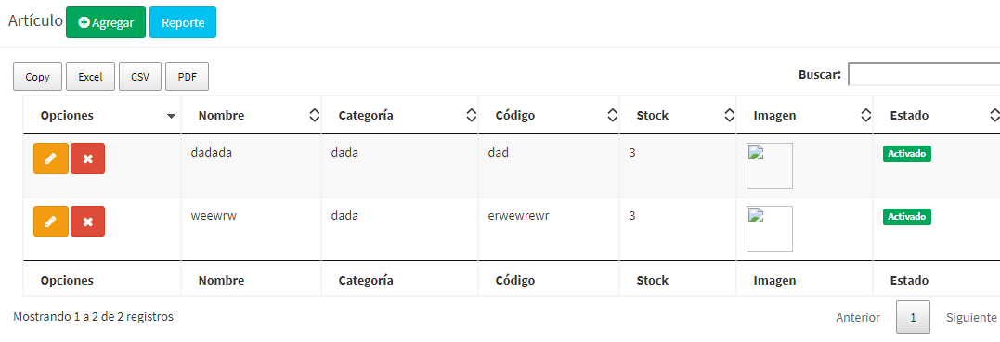 Artículo Agregar Reporte
Copy Excel CSV PDF Buscar:
Opciones Nombre Categoría Código Stock Imagen Estado
dadada dada dad 3 Activado
weewrw dada erwewrewr 3 Activado
Opciones Nombre Categoría Código Stock Imagen Estado
Mostrando 1 a 2 de 2 registros Anterior 1 Siguiente